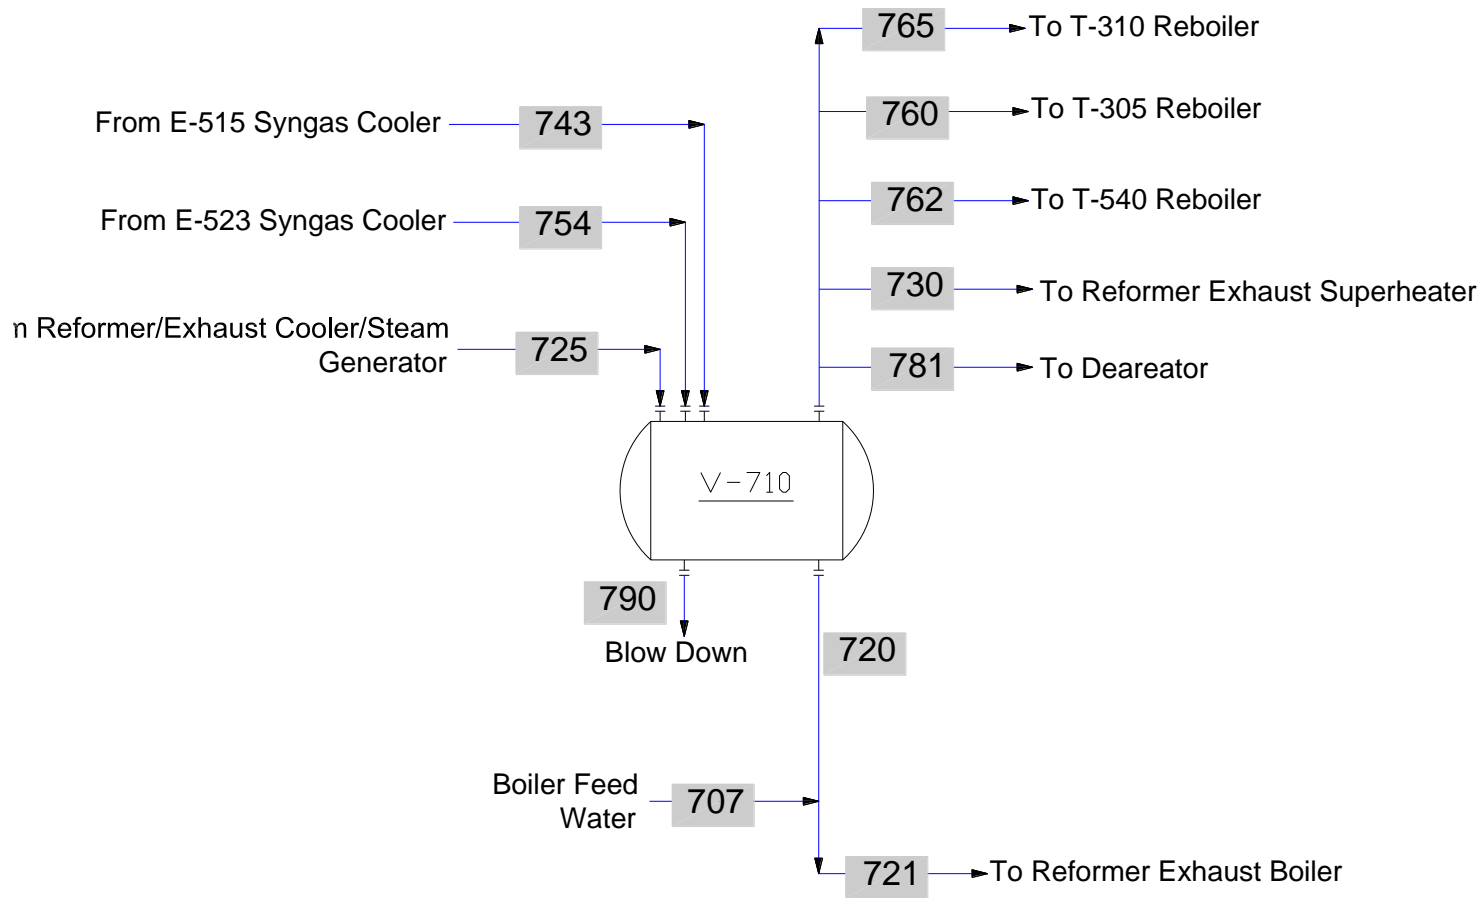 765
To T-310 Reboiler
From E-515 Syngas Cooler
743
760
To T-305 Reboiler
From E-523 Syngas Cooler
754
762
To T-540 Reboiler
730
To Reformer Exhaust Superheater
Reformer/Exhaust Cooler/Steam
Generator
725
781
To Deareator
V-710
790
Blow Down
720
Boiler Feed
Water
707
721
To Reformer Exhaust Boiler